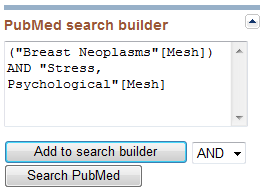 PubMed search builder
("Breast Neoplasms"[Mesh])
AND "Stress,
Psychological"[Mesh]
Add to search builder AND
Search PubMed